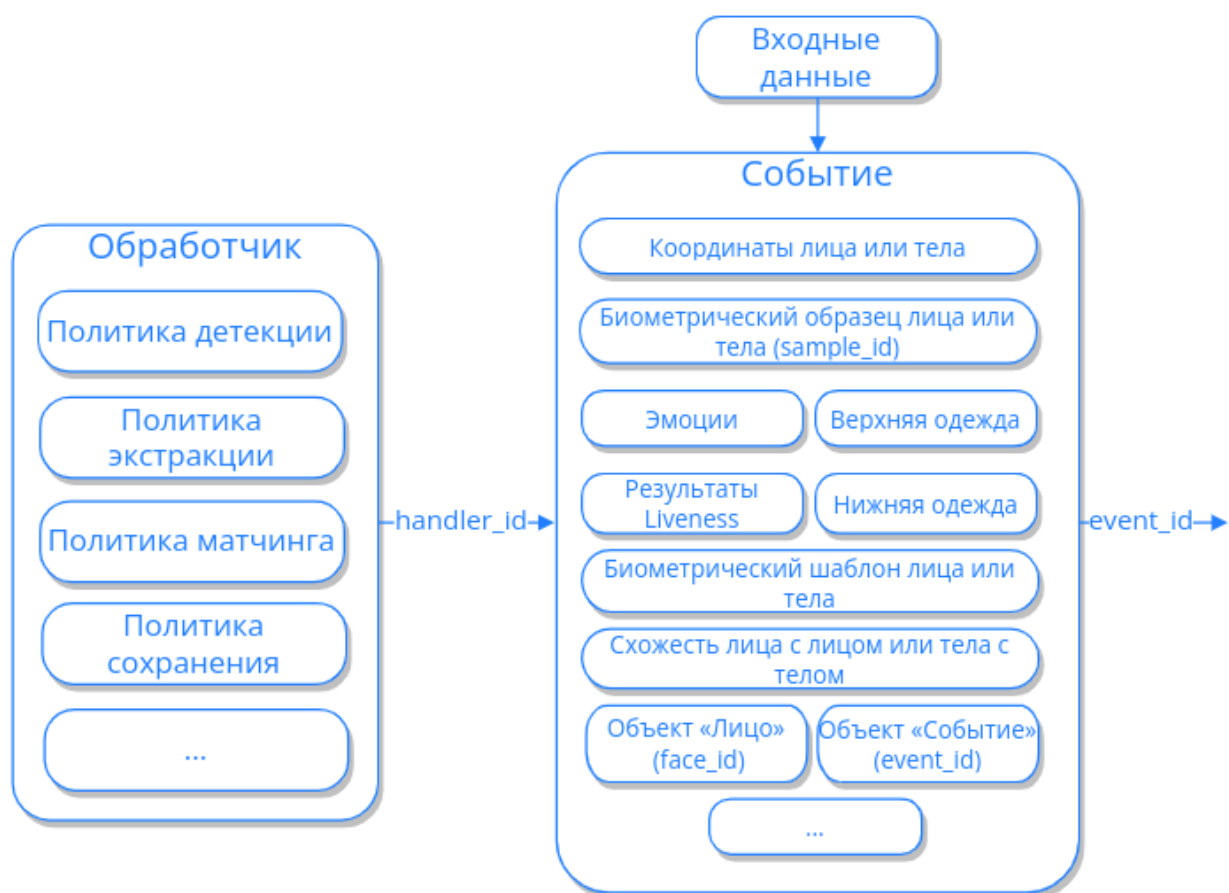 Входные
данные
Обработчик
Политика детекции
Политика
экстракции
Политика матчинга
Политика
сохранения
...
handler_id
Событие
Координаты лица или тела
Биометрический образец лица или
тела (sample_id)
Эмоции
Верхняя одежда
Результаты
Liveness
Нижняя одежда
Биометрический шаблон лица или
тела
Схожесть лица с лицом или тела с
телом
Объект «Лицо»
(face_id)
Объект «Событие»
(event_id)
...
event_id